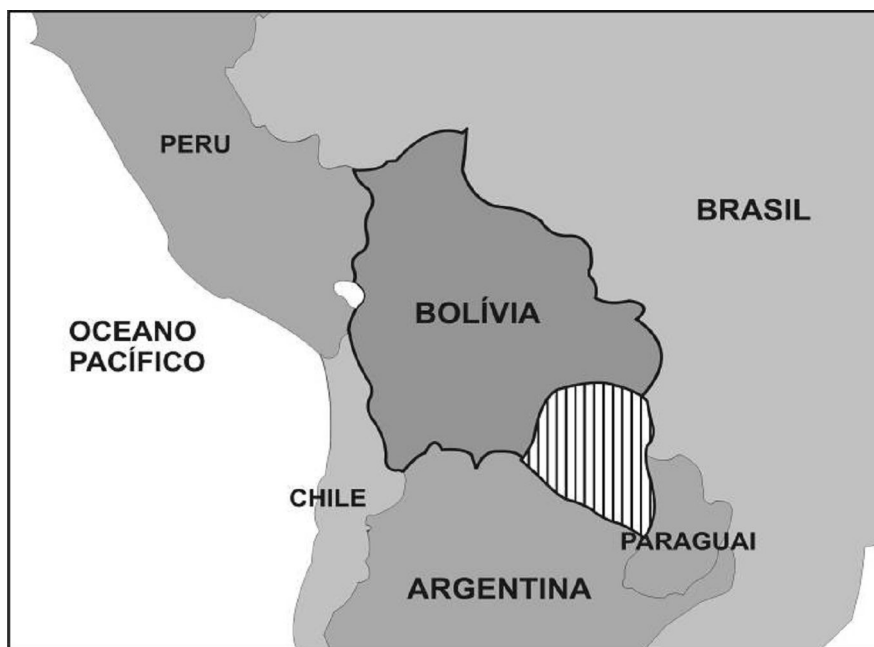 PERU
BRASIL
BOLÍVIA
OCEANO
PACÍFICO
CHILE
PARAGUAI
ARGENTINA